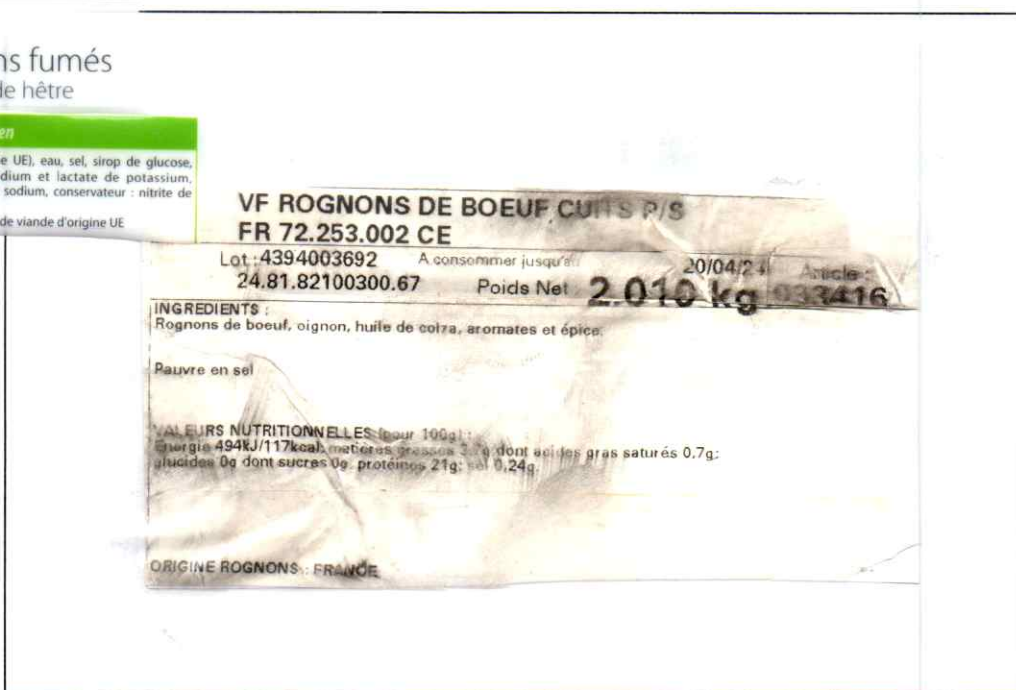 ns fumés
de hêtre
en
e UE), eau, sel, sirop de glucose,
dium et lactate de potassium,
sodium, conservateur : nitrite de
de viande d'origine UE
VF ROGNONS DE BOEUF CUITS P/S
FR 72.253.002 CE
Lot :4394003692 A consommer jusqu'au 20/04/24 Article :
24.81.82100300.67 Poids Net : 2.010 kg 933416
INGREDIENTS :
Rognons de boeuf, oignon, huile de colza, aromates et épice.
Pauvre en sel
VALEURS NUTRITIONNELLES (pour 100g) :
Energie 494kJ/117kcal; matières grasses dont acides gras saturés 0,7g;
glucides 0g dont sucres 0g. protéines 21g; sel 0,24g.
ORIGINE ROGNONS : FRANCE